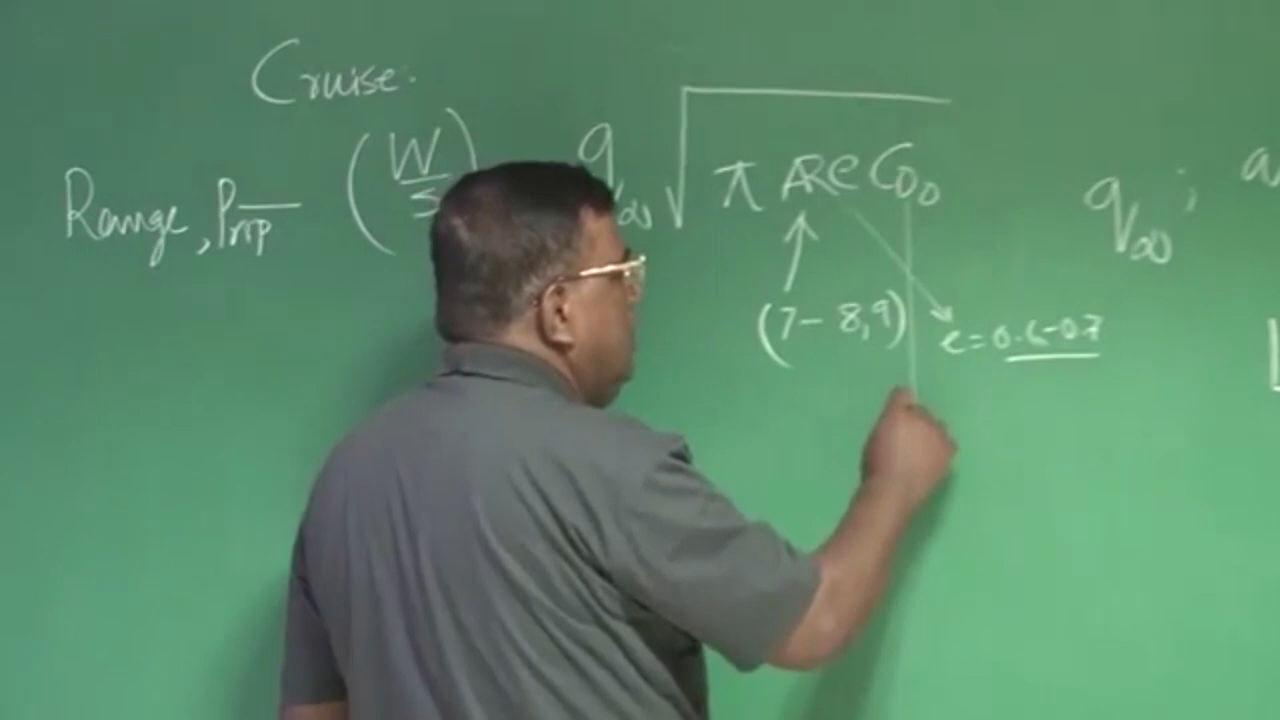 Cruise.
Range, Prop (W/S) q∞ √π AR e CD0
q∞ ;
(7-8,9) e = 0.6-0.7